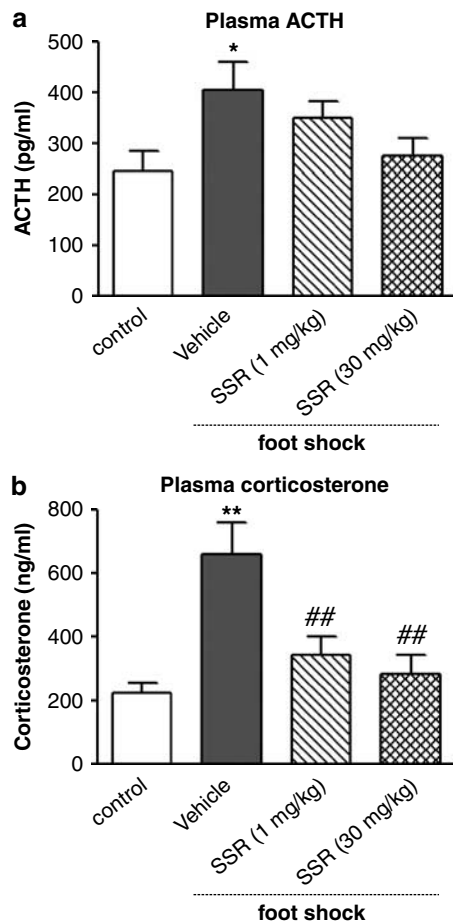 a
Plasma ACTH
ACTH (pg/ml)
500
400
300
200
100
0
*
control
Vehicle
SSR (1 mg/kg)
SSR (30 mg/kg)
foot shock
b
Plasma corticosterone
Corticosterone (ng/ml)
800
600
400
200
0
**
##
##
control
Vehicle
SSR (1 mg/kg)
SSR (30 mg/kg)
foot shock